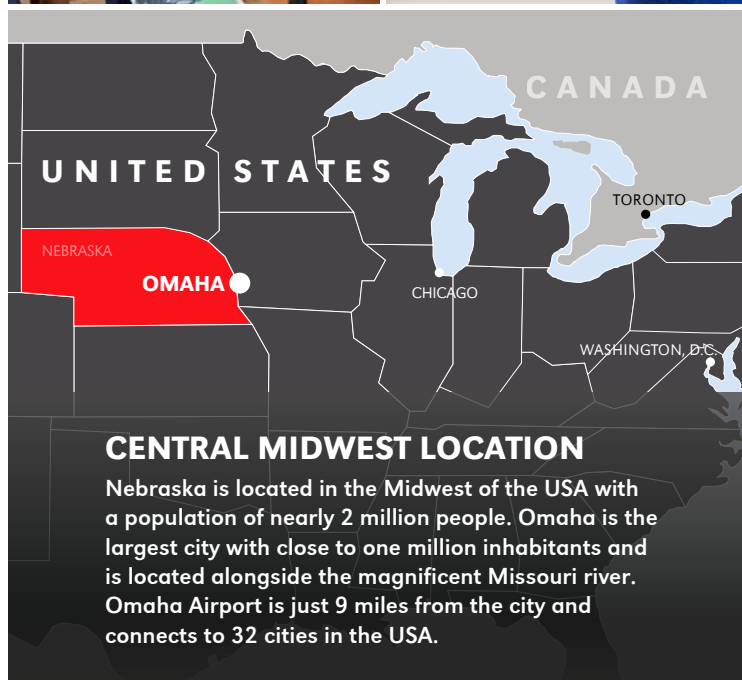 CANADA
UNITED STATES
TORONTO
NEBRASKA
OMAHA
CHICAGO
WASHINGTON, D.C.
CENTRAL MIDWEST LOCATION
Nebraska is located in the Midwest of the USA with
a population of nearly 2 million people. Omaha is the
largest city with close to one million inhabitants and
is located alongside the magnificent Missouri river.
Omaha Airport is just 9 miles from the city and
connects to 32 cities in the USA.